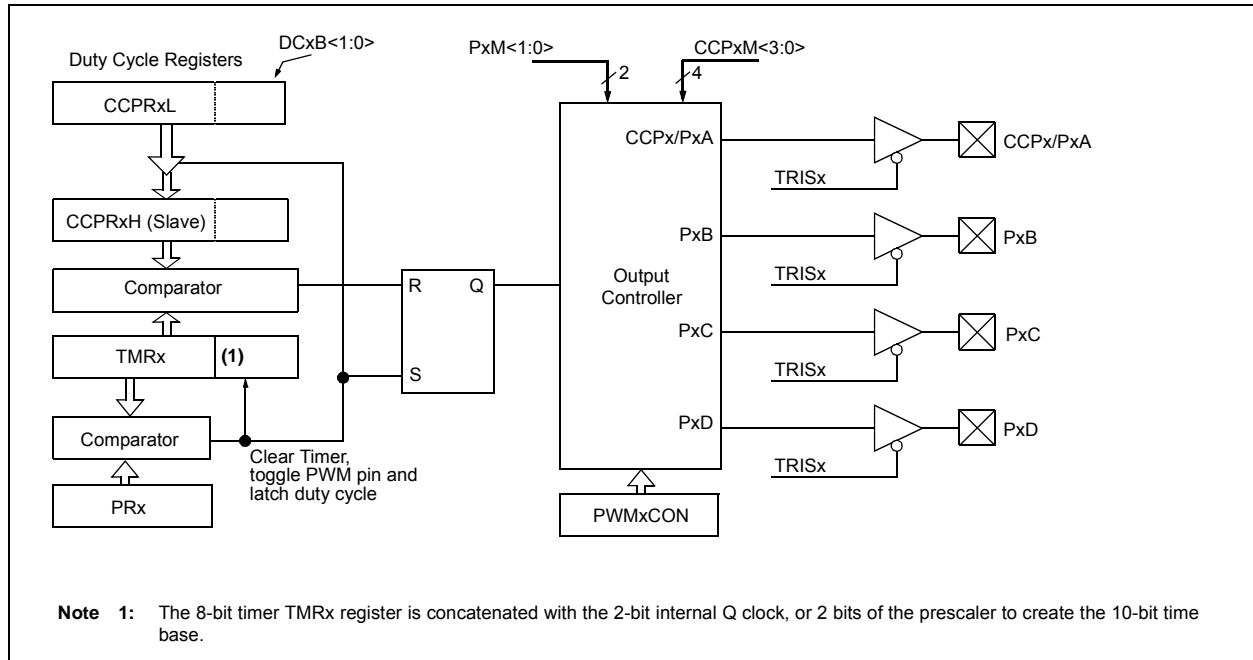 DCxB<1:0>
Duty Cycle Registers
CCPRxL
CCPRxH (Slave)
Comparator
TMRx
(1)
Comparator
PRx
Clear Timer,
toggle PWM pin and
latch duty cycle
R
Q
S
PxM<1:0>
2
CCPxM<3:0>
4
CCPx/PxA
PxB
Output
Controller
PxC
PxD
PWMxCON
TRISx
CCPx/PxA
TRISx
PxB
TRISx
PxC
TRISx
PxD
Note 1: The 8-bit timer TMRx register is concatenated with the 2-bit internal Q clock, or 2 bits of the prescaler to create the 10-bit time
base.